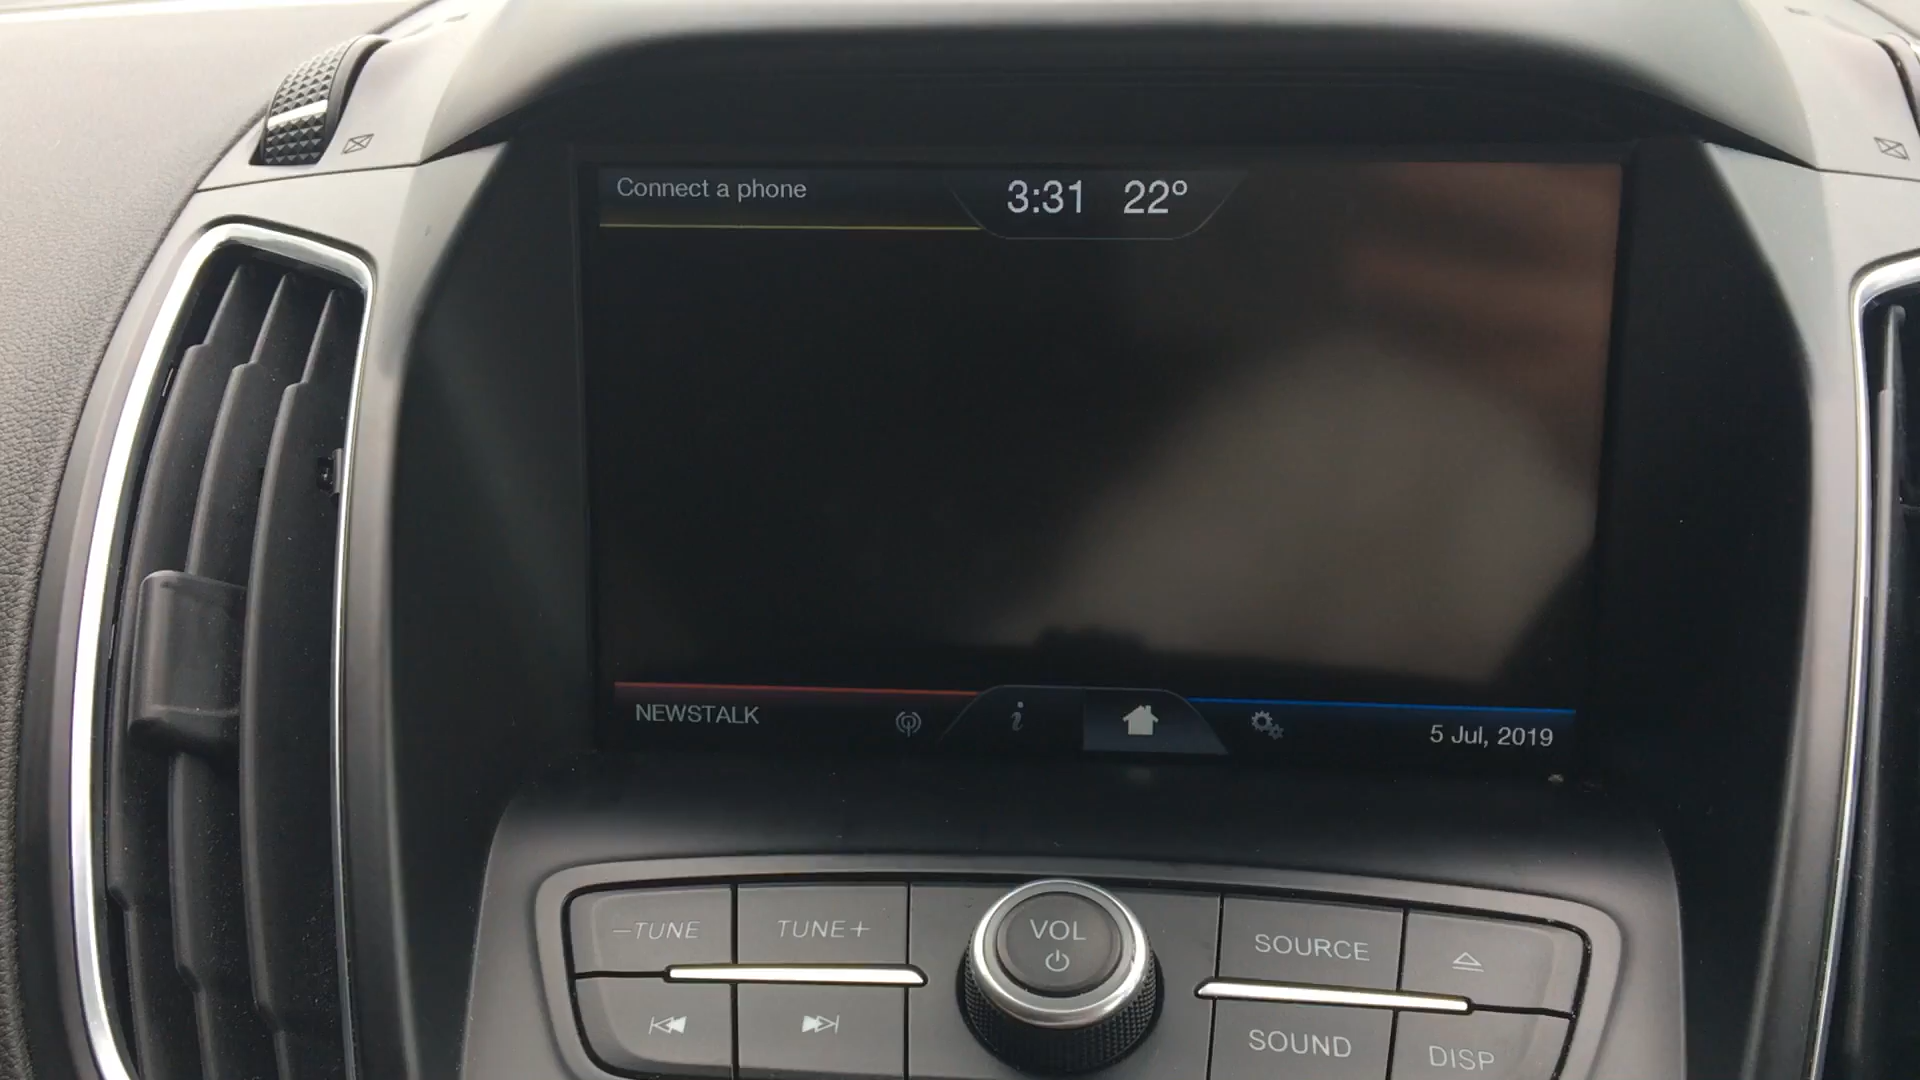 Connect a phone
3:31 22°
NEWSTALK
i
5 Jul, 2019
–TUNE
TUNE+
VOL
SOURCE
SOUND
DISP